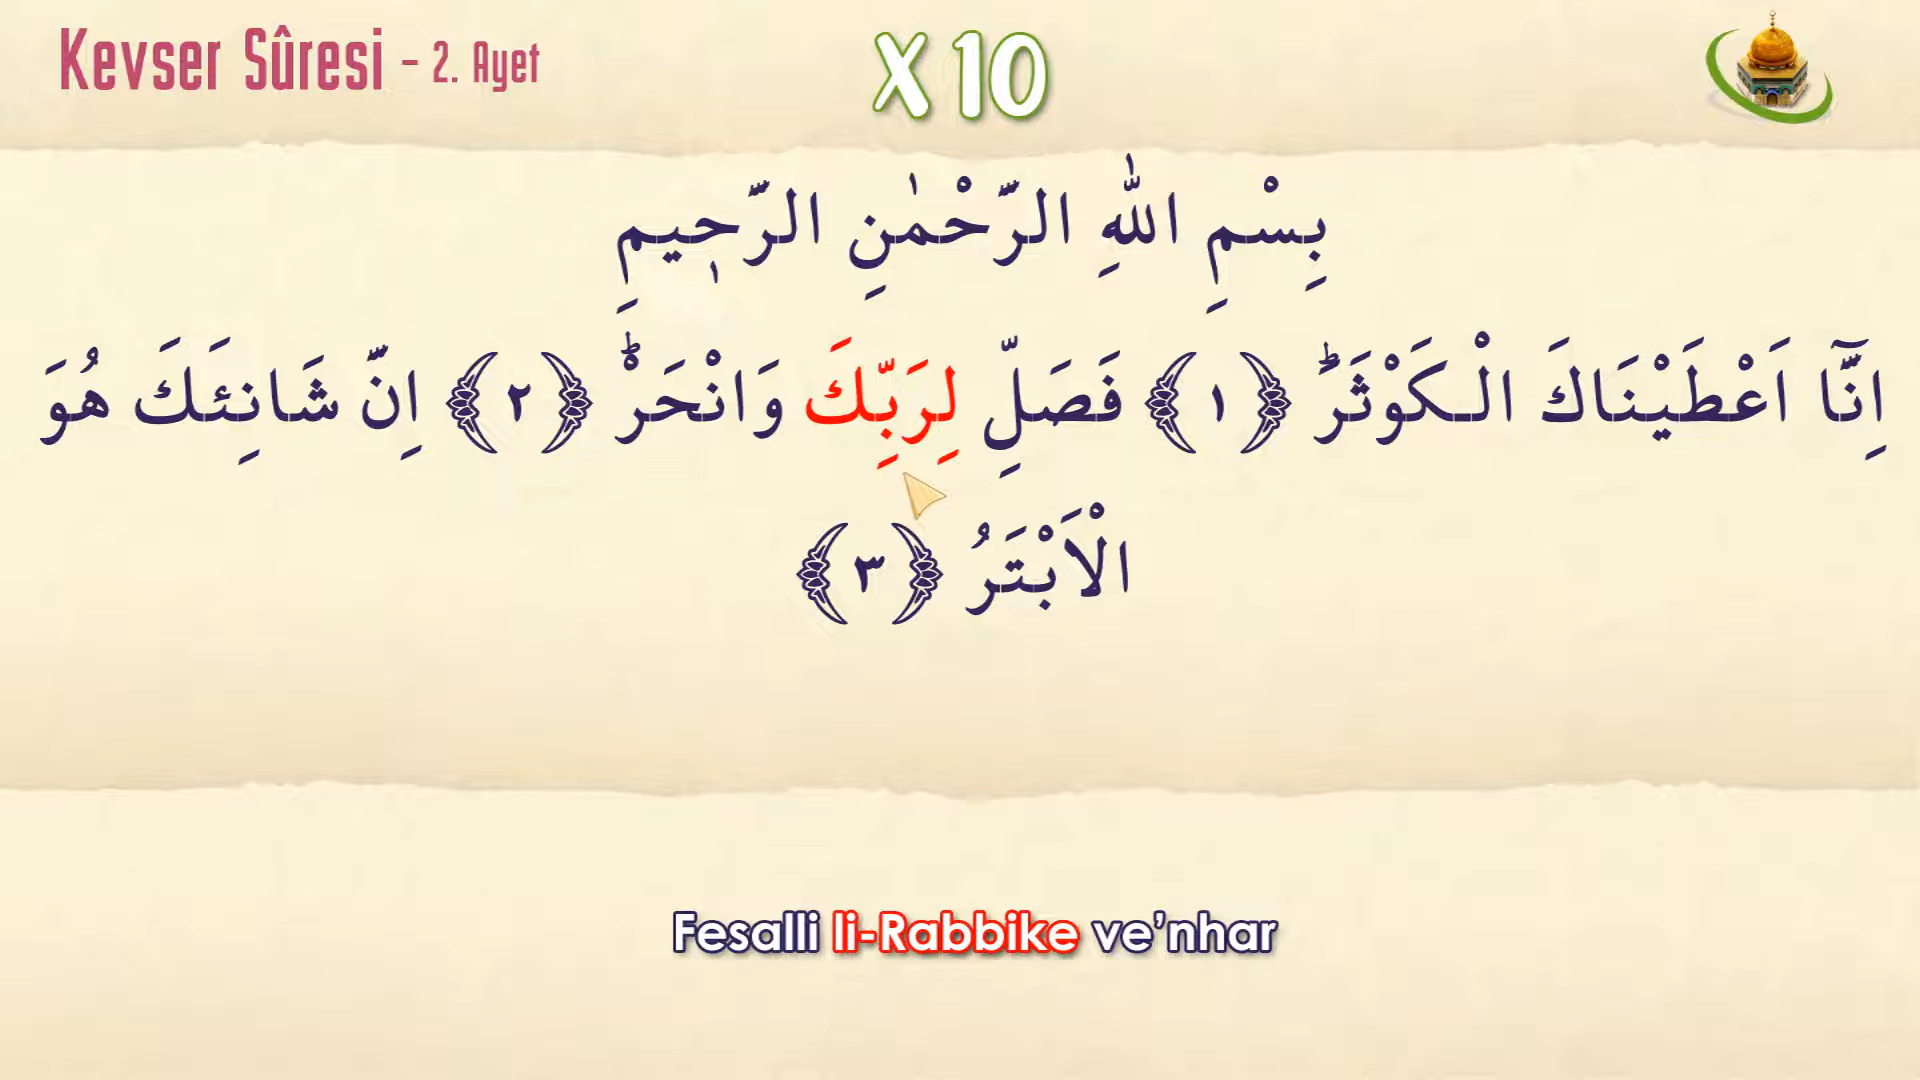 Kevser Sûresi - 2. Ayet
X 10
بِسْمِ اللّٰهِ الرَّحْمٰنِ الرَّحٖيمِ
اِنَّٓا اَعْطَيْنَاكَ الْكَوْثَرَؕ ﴿١﴾ فَصَلِّ لِرَبِّكَ وَانْحَرْؕ ﴿٢﴾ اِنَّ شَانِئَكَ هُوَ
الْاَبْتَرُ ﴿٣﴾
Fesalli li-Rabbike ve’nhar